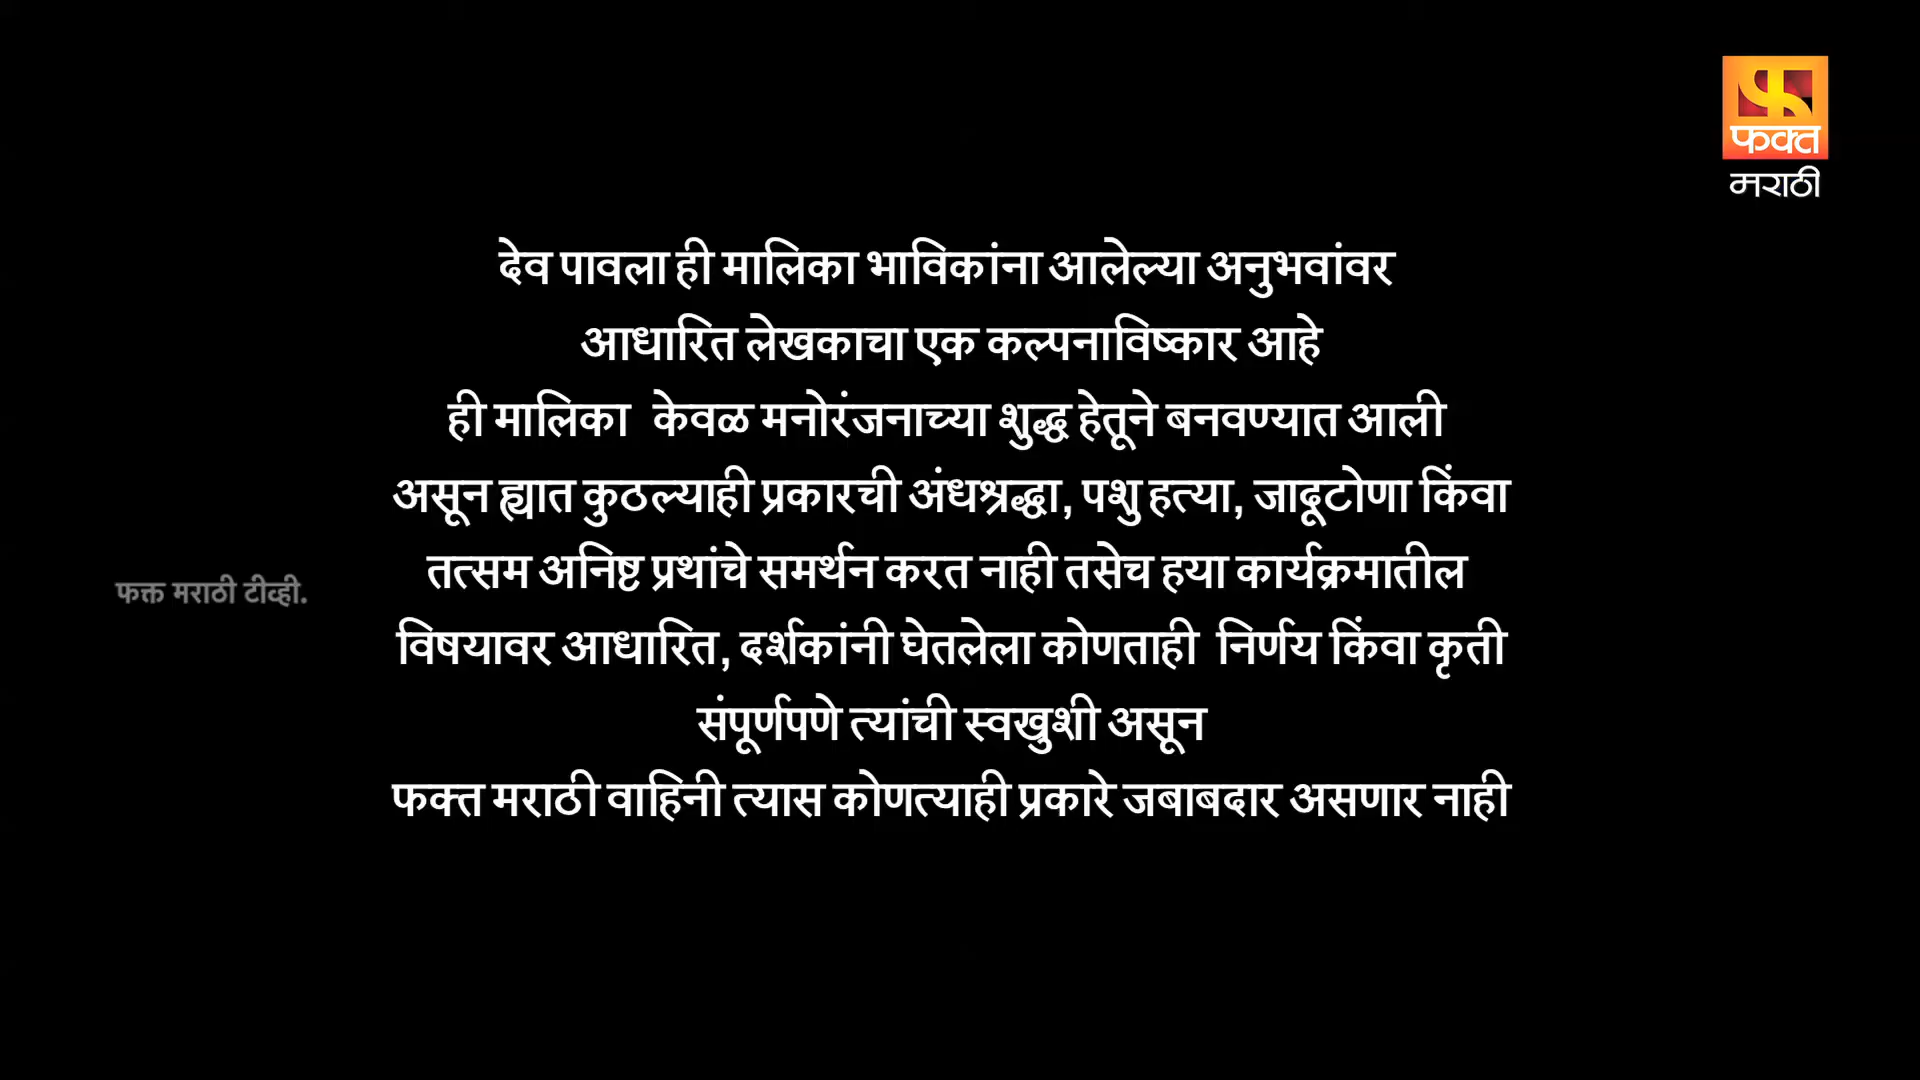 फक्त
मराठी
देव पावला ही मालिका भाविकांना आलेल्या अनुभवांवर
आधारित लेखकाचा एक कल्पनाविष्कार आहे
ही मालिका केवळ मनोरंजनाच्या शुद्ध हेतूने बनवण्यात आली
असून ह्यात कुठल्याही प्रकारची अंधश्रद्धा, पशु हत्या, जादूटोणा किंवा
तत्सम अनिष्ट प्रथांचे समर्थन करत नाही तसेच हया कार्यक्रमातील
फक्त मराठी टीव्ही.
विषयावर आधारित, दर्शकांनी घेतलेला कोणताही निर्णय किंवा कृती
संपूर्णपणे त्यांची स्वखुशी असून
फक्त मराठी वाहिनी त्यास कोणत्याही प्रकारे जबाबदार असणार नाही